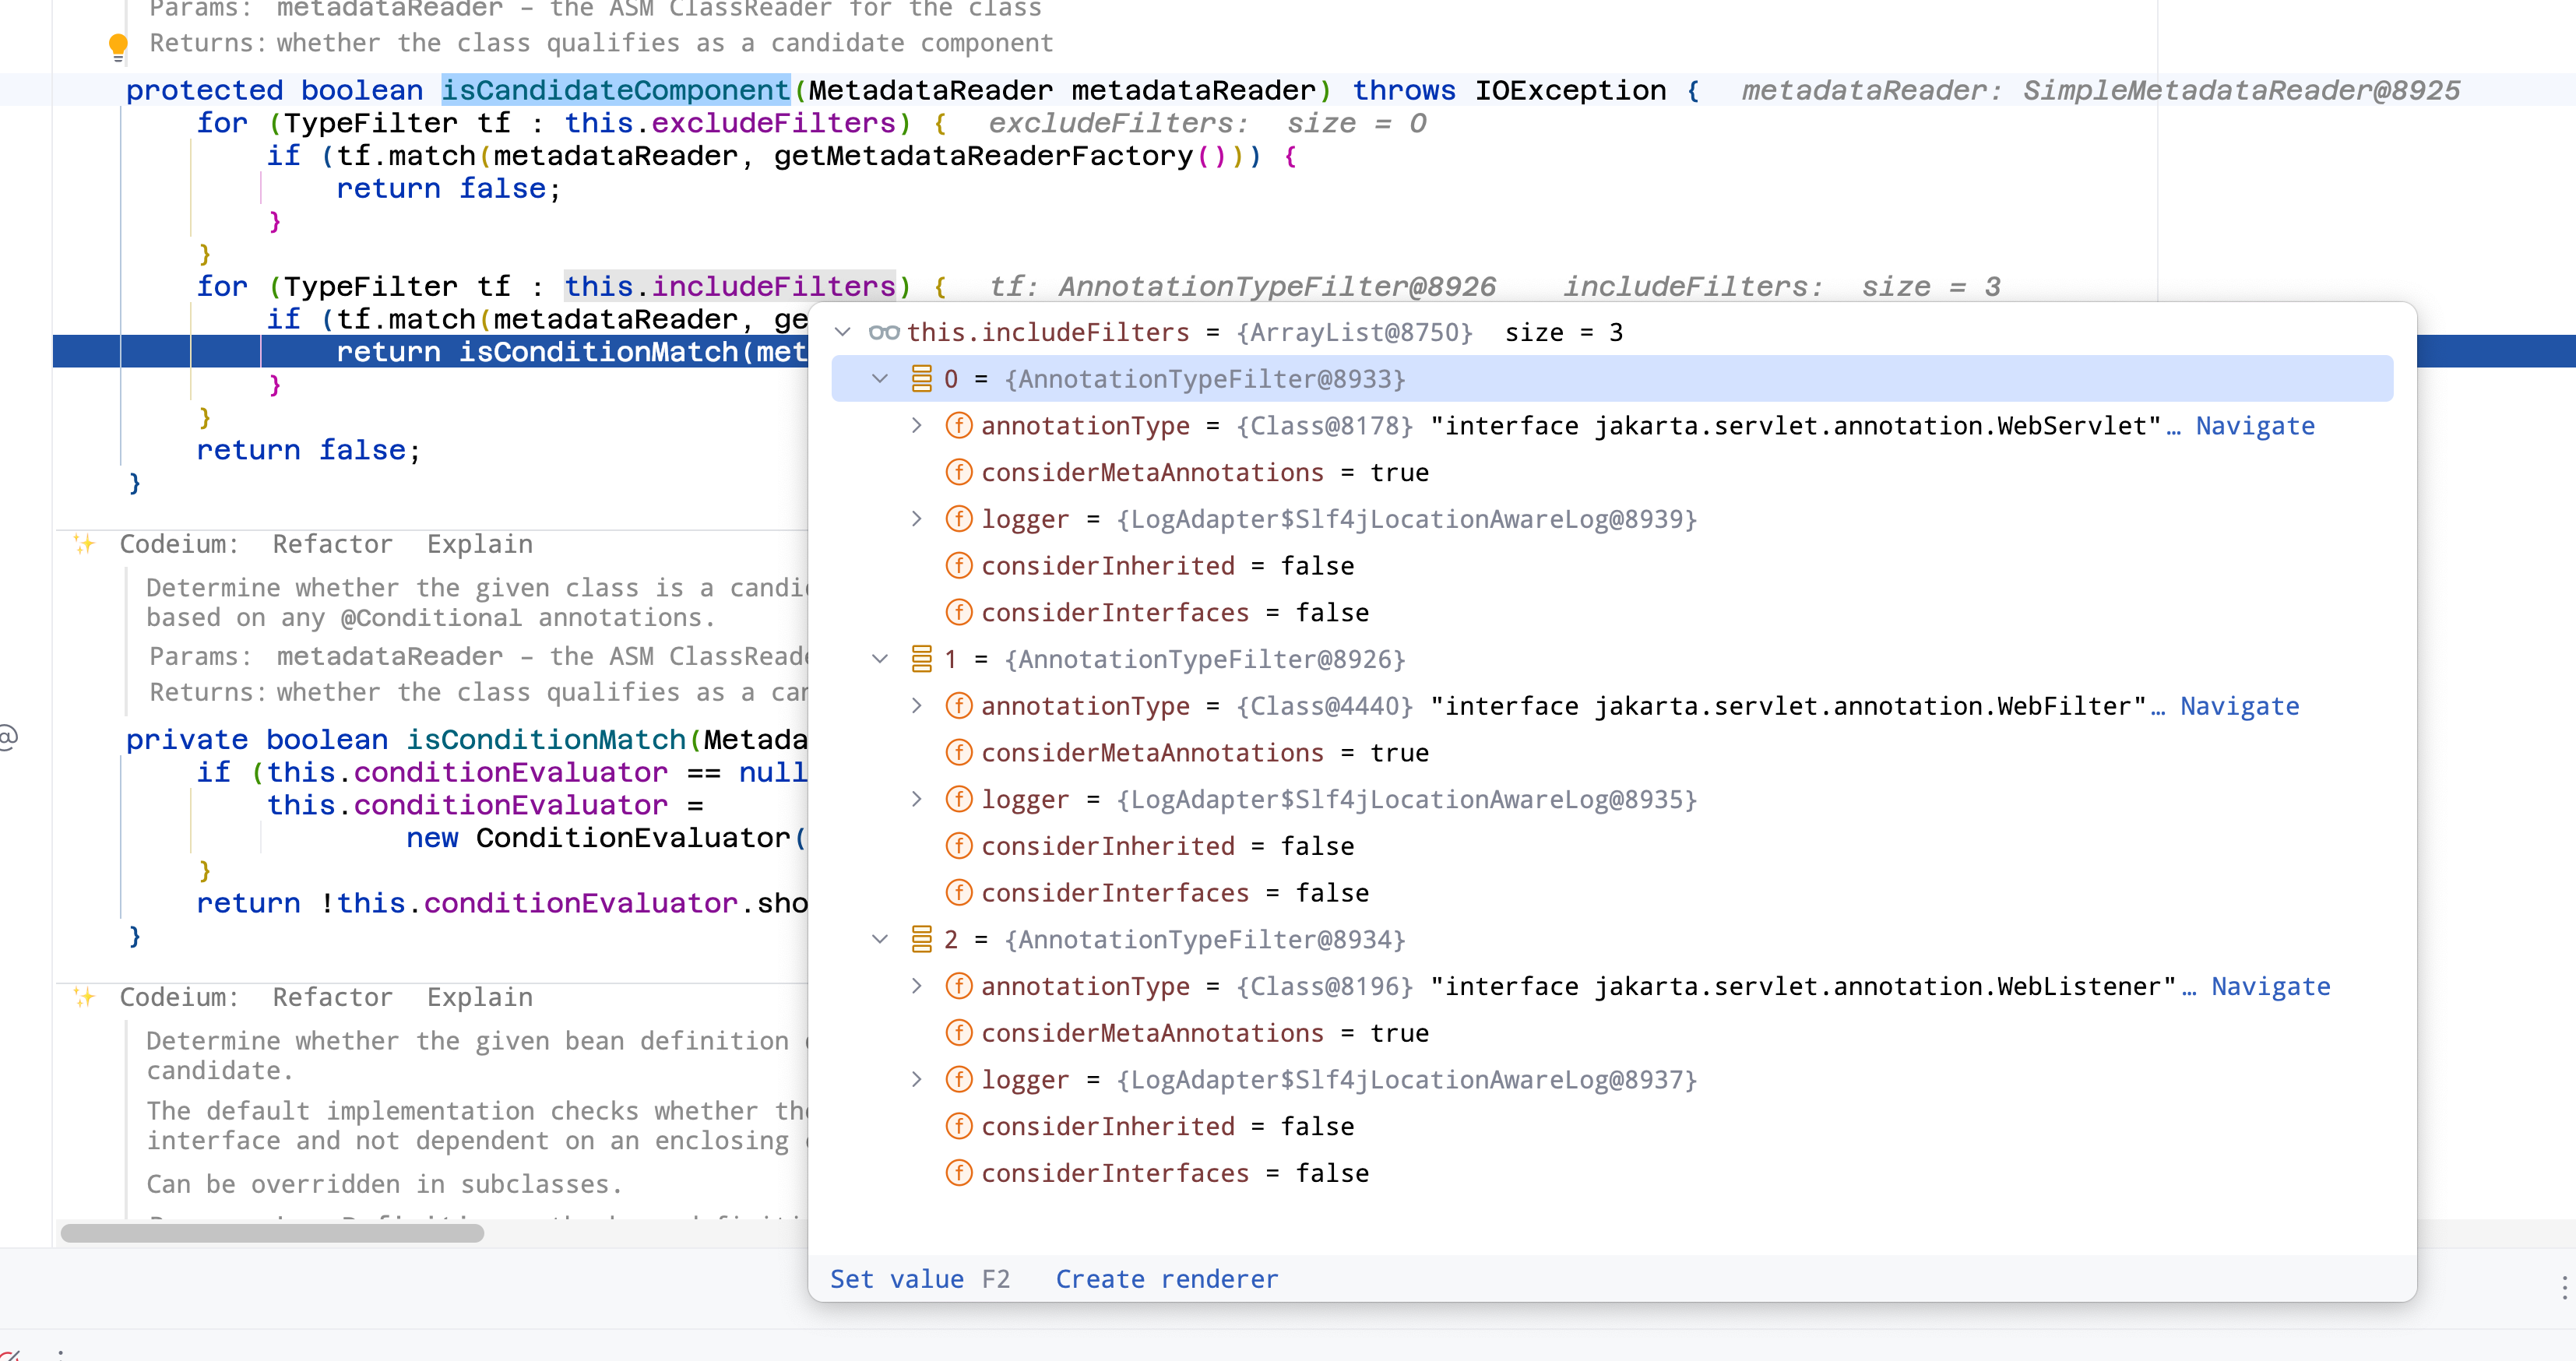 Params: metadataReader – the ASM ClassReader for the class
Returns: whether the class qualifies as a candidate component
protected boolean isCandidateComponent(MetadataReader metadataReader) throws IOException { metadataReader: SimpleMetadataReader@8925
for (TypeFilter tf : this.excludeFilters) { excludeFilters: size = 0
if (tf.match(metadataReader, getMetadataReaderFactory())) {
return false;
}
}
for (TypeFilter tf : this.includeFilters) { tf: AnnotationTypeFilter@8926 includeFilters: size = 3
if (tf.match(metadataReader, ge
return isConditionMatch(met
}
}
return false;
}
Codeium: Refactor Explain
Determine whether the given class is a candi
based on any @Conditional annotations.
Params: metadataReader – the ASM ClassReade
Returns: whether the class qualifies as a car
@
private boolean isConditionMatch(Metada
if (this.conditionEvaluator == null
this.conditionEvaluator =
new ConditionEvaluator(
}
return !this.conditionEvaluator.sho
}
Codeium: Refactor Explain
Determine whether the given bean definition
candidate.
The default implementation checks whether the
interface and not dependent on an enclosing
Can be overridden in subclasses.
this.includeFilters = {ArrayList@8750} size = 3
0 = {AnnotationTypeFilter@8933}
annotationType = {Class@8178} "interface jakarta.servlet.annotation.WebServlet"… Navigate
considerMetaAnnotations = true
logger = {LogAdapter$Slf4jLocationAwareLog@8939}
considerInherited = false
considerInterfaces = false
1 = {AnnotationTypeFilter@8926}
annotationType = {Class@4440} "interface jakarta.servlet.annotation.WebFilter"… Navigate
considerMetaAnnotations = true
logger = {LogAdapter$Slf4jLocationAwareLog@8935}
considerInherited = false
considerInterfaces = false
2 = {AnnotationTypeFilter@8934}
annotationType = {Class@8196} "interface jakarta.servlet.annotation.WebListener"… Navigate
considerMetaAnnotations = true
logger = {LogAdapter$Slf4jLocationAwareLog@8937}
considerInherited = false
considerInterfaces = false
Set value F2 Create renderer